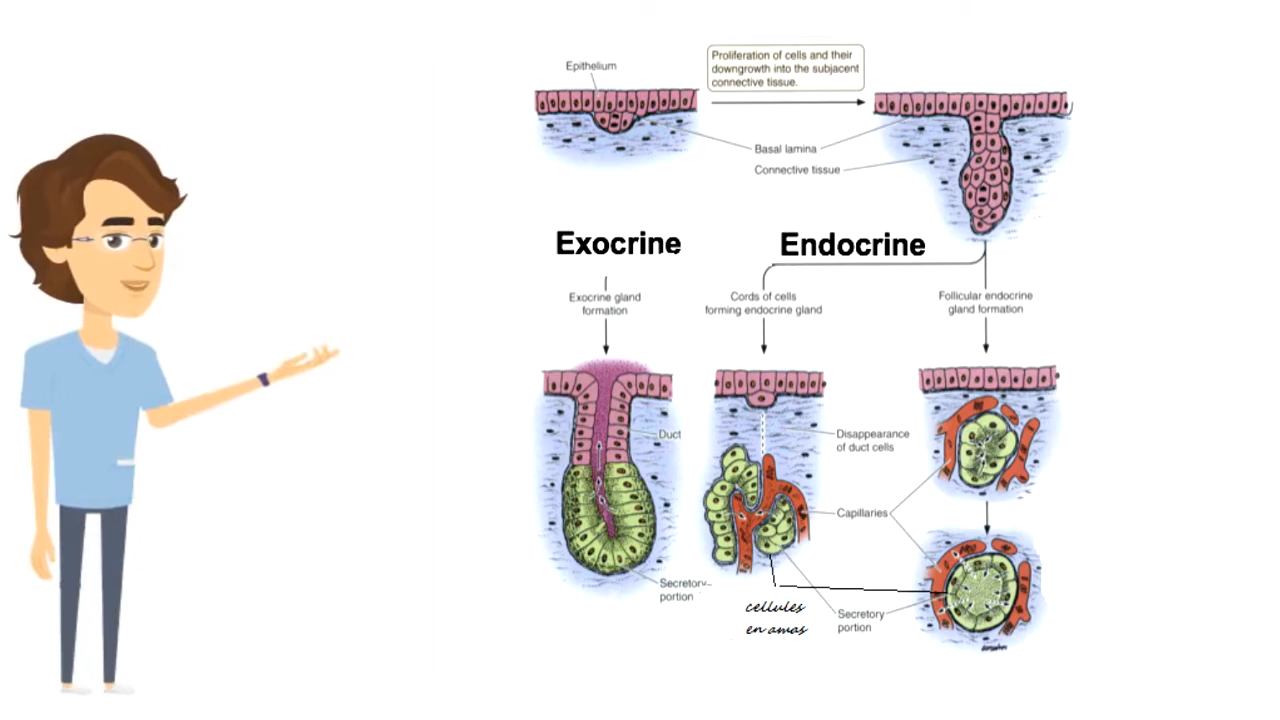 Epithelium
Proliferation of cells and their
downgrowth into the subjacent
connective tissue.
Basal lamina
Connective tissue
Exocrine
Endocrine
Exocrine gland
formation
Cords of cells
forming endocrine gland
Follicular endocrine
gland formation
Duct
Disappearance
of duct cells
Capillaries
Secretory
portion
cellules
en amas
Secretory
portion